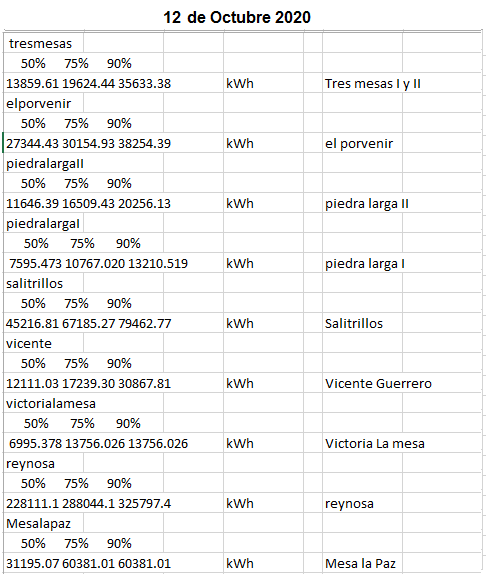 12 de Octubre 2020
tresmesas
50% 75% 90%
13859.61 19624.44 35633.38 kWh Tres mesas I y II
elporvenir
50% 75% 90%
27344.43 30154.93 38254.39 kWh el porvenir
piedralargaII
50% 75% 90%
11646.39 16509.43 20256.13 kWh piedra larga II
piedralargaI
50% 75% 90%
7595.473 10767.020 13210.519 kWh piedra larga I
salitrillos
50% 75% 90%
45216.81 67185.27 79462.77 kWh Salitrillos
vicente
50% 75% 90%
12111.03 17239.30 30867.81 kWh Vicente Guerrero
victorialamesa
50% 75% 90%
6995.378 13756.026 13756.026 kWh Victoria La mesa
reynosa
50% 75% 90%
228111.1 288044.1 325797.4 kWh reynosa
Mesalapaz
50% 75% 90%
31195.07 60381.01 60381.01 kWh Mesa la Paz